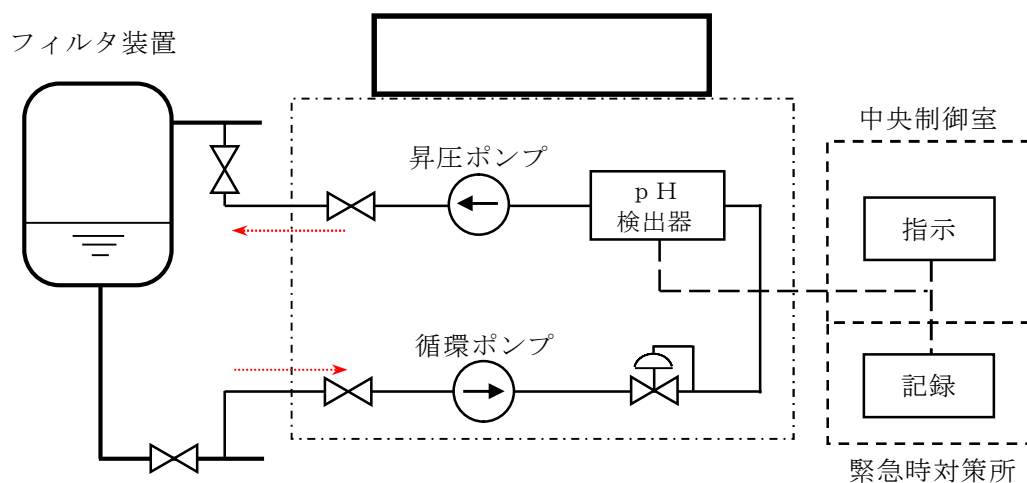 フィルタ装置
中央制御室
昇圧ポンプ
pH
検出器
指示
循環ポンプ
記録
緊急時対策所